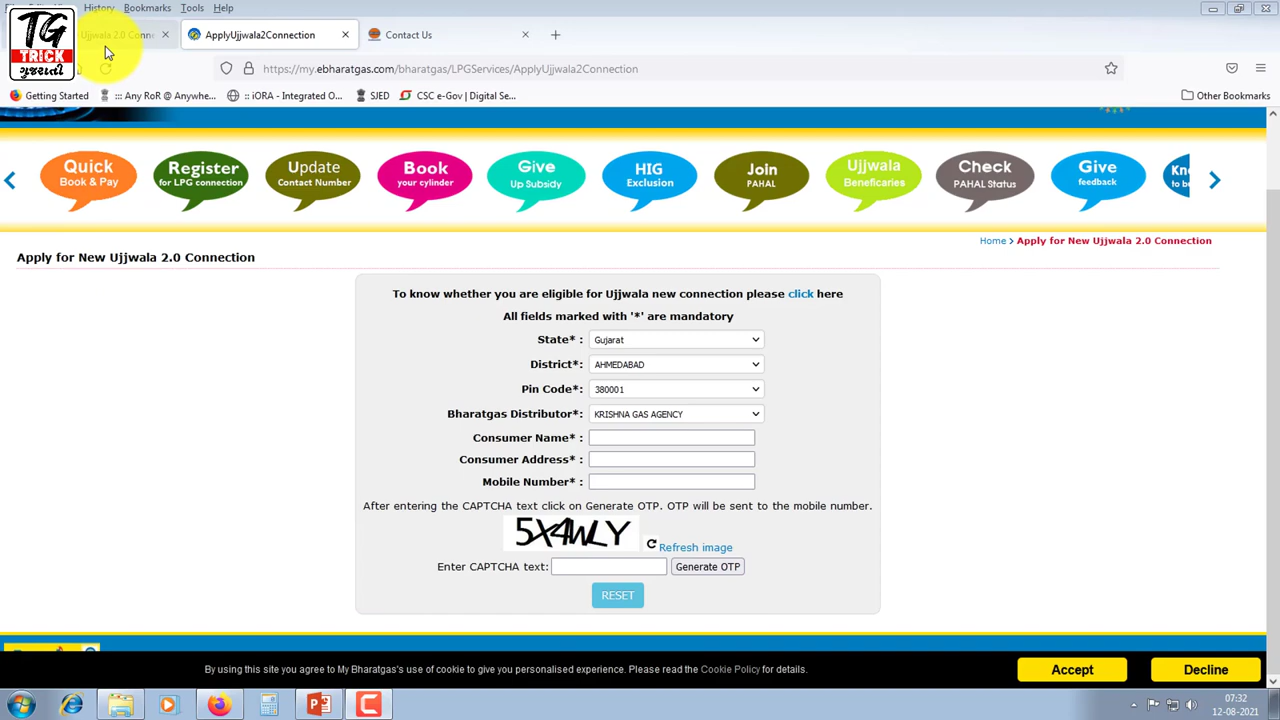 History Bookmarks Tools Help
TG
TRICK
ગુજરાતી
Ujjwala 2.0 Conne
ApplyUjjwala2Connection
Contact Us
https://my.ebharatgas.com/bharatgas/LPGServices/ApplyUjjwala2Connection
Getting Started
::: Any RoR @ Anywhe...
:: iORA - Integrated O...
SJED
CSC e-Gov | Digital Se...
Other Bookmarks
Quick
Book & Pay
Register
for LPG connection
Update
Contact Number
Book
your cylinder
Give
Up Subsidy
HIG
Exclusion
Join
PAHAL
Ujjwala
Beneficaries
Check
PAHAL Status
Give
feedback
Kno
to be
Home > Apply for New Ujjwala 2.0 Connection
Apply for New Ujjwala 2.0 Connection
To know whether you are eligible for Ujjwala new connection please click here
All fields marked with '*' are mandatory
State* : Gujarat
District*: AHMEDABAD
Pin Code*: 380001
Bharatgas Distributor*: KRISHNA GAS AGENCY
Consumer Name* :
Consumer Address* :
Mobile Number* :
After entering the CAPTCHA text click on Generate OTP. OTP will be sent to the mobile number.
5X4WLY
Refresh image
Enter CAPTCHA text: Generate OTP
RESET
By using this site you agree to My Bharatgas's use of cookie to give you personalised experience. Please read the Cookie Policy for details.
Accept
Decline
07:32
12-08-2021